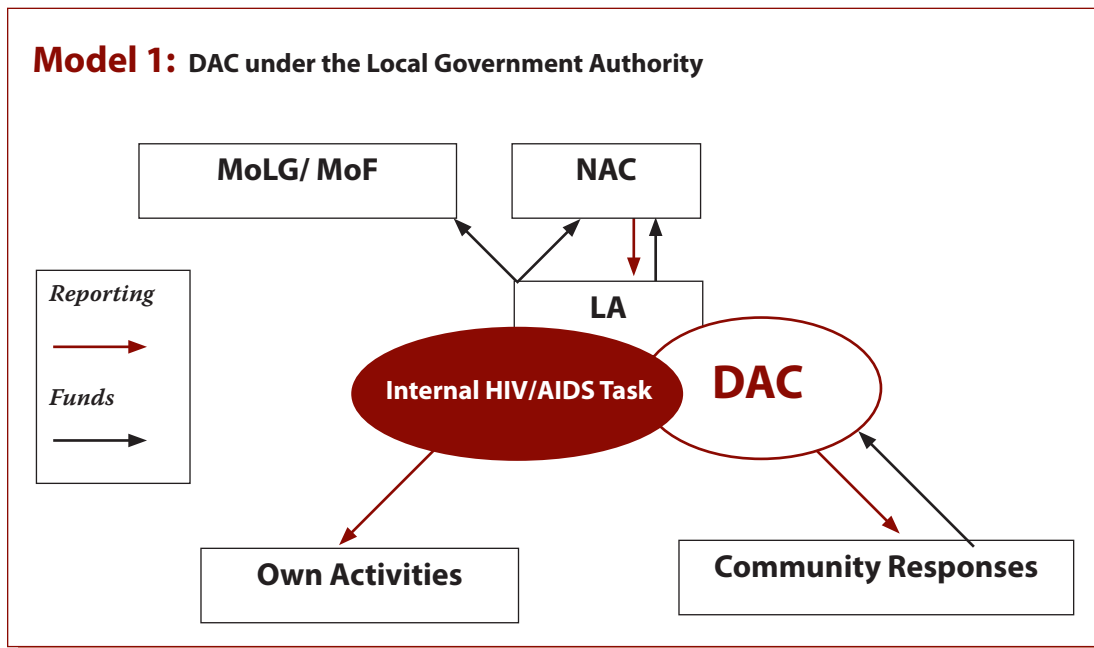 Model 1: DAC under the Local Government Authority
MoLG/ MoF
NAC
Reporting
Funds
LA
Internal HIV/AIDS Task
DAC
Own Activities
Community Responses